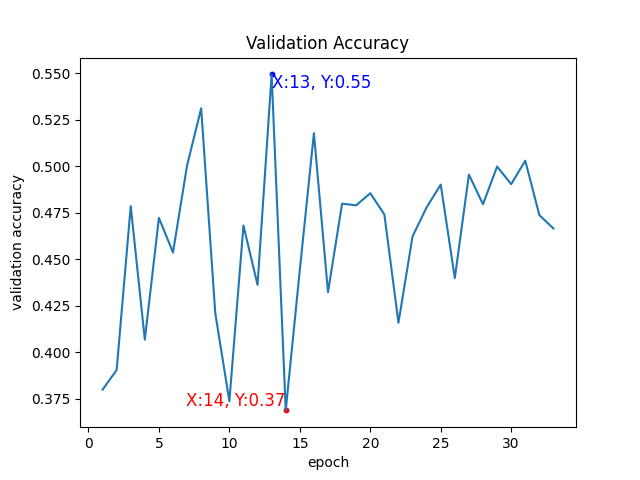 Validation Accuracy
0.550
X:13, Y:0.55
0.525
0.500
0.475
validation accuracy
0.450
0.425
0.400
0.375
X:14, Y:0.37
0 5 10 15 20 25 30
epoch